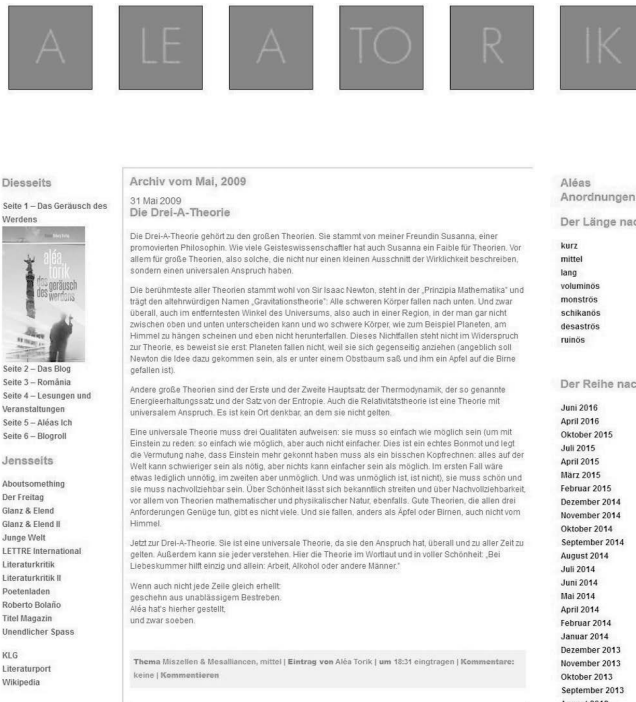 A LE A TO R IK
Diesseits
Seite 1 – Das Geräusch des
Werdens
aléa
torik
das geräusch
des werdens
Seite 2 – Das Blog
Seite 3 – România
Seite 4 – Lesungen und
Veranstaltungen
Seite 5 – Aléas Ich
Seite 6 – Blogroll
Jensseits
Aboutsomething
Der Freitag
Glanz & Elend
Glanz & Elend II
Junge Welt
LETTRE International
Literaturkritik
Literaturkritik II
Poetenladen
Roberto Bolaño
Titel Magazin
Unendlicher Spass
KLG
Literaturport
Wikipedia
Archiv vom Mai, 2009
31 Mai 2009
Die Drei-A-Theorie
Die Drei-A-Theorie gehört zu den großen Theorien. Sie stammt von meiner Freundin Susanna, einer
promovierten Philosophin. Wie viele Geisteswissenschaftler hat auch Susanna ein Faible für Theorien. Vor
allem für große Theorien, also solche, die nicht nur einen kleinen Ausschnitt der Wirklichkeit beschreiben,
sondern einen universalen Anspruch haben.
Die berühmteste aller Theorien stammt wohl von Sir Isaac Newton, steht in der „Prinzipia Mathematika“ und
trägt den altehrwürdigen Namen „Gravitationstheorie“: Alle schweren Körper fallen nach unten. Und zwar
überall, auch im entferntesten Winkel des Universums, also auch in einer Region, in der man gar nicht
zwischen oben und unten unterscheiden kann und wo schwere Körper, wie zum Beispiel Planeten, am
Himmel zu hängen scheinen und eben nicht herunterfallen. Dieses Nichtfallen steht nicht im Widerspruch
zur Theorie, es beweist sie erst: Planeten fallen nicht, weil sie sich gegenseitig anziehen (angeblich soll
Newton die Idee dazu gekommen sein, als er unter einem Obstbaum saß und ihm ein Apfel auf die Birne
gefallen ist).
Andere große Theorien sind der Erste und der Zweite Hauptsatz der Thermodynamik, der so genannte
Energieerhaltungssatz und der Satz von der Entropie. Auch die Relativitätstheorie ist eine Theorie mit
universalem Anspruch. Es ist kein Ort denkbar, an dem sie nicht gelten.
Eine universale Theorie muss drei Qualitäten aufweisen: sie muss so einfach wie möglich sein (um mit
Einstein zu reden: so einfach wie möglich, aber auch nicht einfacher. Dies ist ein echtes Bonmot und legt
die Vermutung nahe, dass Einstein mehr gekonnt haben muss als ein bisschen Kopfrechnen: alles auf der
Welt kann schwieriger sein als nötig, aber nichts kann einfacher sein als möglich. Im ersten Fall wäre
etwas lediglich unnötig, im zweiten aber unmöglich. Und was unmöglich ist, ist nicht), sie muss schön und
sie muss nachvollziehbar sein. Über Schönheit lässt sich bekanntlich streiten und über Nachvollziehbarkeit,
vor allem von Theorien mathematischer und physikalischer Natur, ebenfalls. Gute Theorien, die allen drei
Anforderungen Genüge tun, gibt es nicht viele. Und sie fallen, anders als Äpfel oder Birnen, auch nicht vom
Himmel.
Jetzt zur Drei-A-Theorie. Sie ist eine universale Theorie, da sie den Anspruch hat, überall und zu aller Zeit zu
gelten. Außerdem kann sie jeder verstehen. Hier die Theorie im Wortlaut und in voller Schönheit: „Bei
Liebeskummer hilft einzig und allein: Arbeit, Alkohol oder andere Männer.“
Wenn auch nicht jede Zeile gleich erhellt:
geschehn aus unablässigem Bestreben.
Aléa hat's hierher gestellt,
und zwar soeben.
Thema Miszellen & Mesalliancen, mittel | Eintrag von Aléa Torik | um 18:31 eingtragen | Kommentare:
keine | Kommentieren
Aléas
Anordnungen
Der Länge nac
kurz
mittel
lang
voluminös
monströs
schikanös
desaströs
ruinös
Der Reihe nac
Juni 2016
April 2016
Oktober 2015
Juli 2015
April 2015
März 2015
Februar 2015
Dezember 2014
November 2014
Oktober 2014
September 2014
August 2014
Juli 2014
Juni 2014
Mai 2014
April 2014
Februar 2014
Januar 2014
Dezember 2013
November 2013
Oktober 2013
September 2013